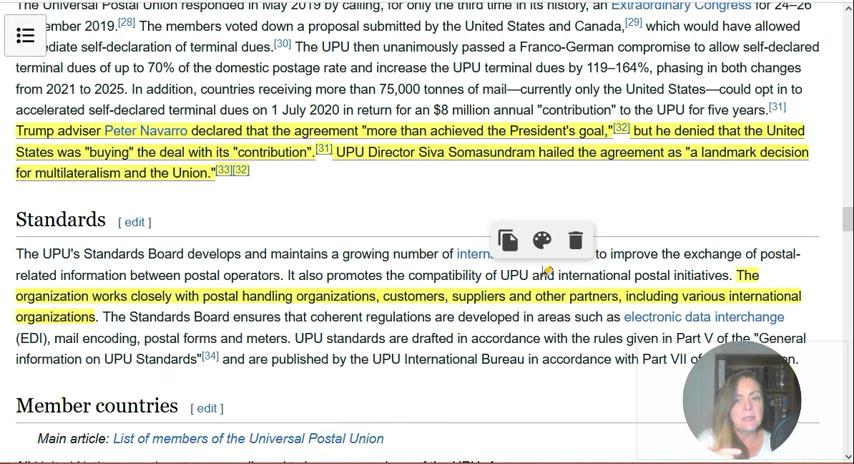 The Universal Postal Union responded in May 2019 by calling, for only the third time in its history, an Extraordinary Congress for 24–26
ember 2019.[28] The members voted down a proposal submitted by the United States and Canada,[29] which would have allowed
ediate self-declaration of terminal dues.[30] The UPU then unanimously passed a Franco-German compromise to allow self-declared
terminal dues of up to 70% of the domestic postage rate and increase the UPU terminal dues by 119–164%, phasing in both changes
from 2021 to 2025. In addition, countries receiving more than 75,000 tonnes of mail—currently only the United States—could opt in to
accelerated self-declared terminal dues on 1 July 2020 in return for an $8 million annual "contribution" to the UPU for five years.[31]
Trump adviser Peter Navarro declared that the agreement "more than achieved the President's goal,"[32] but he denied that the United
States was "buying" the deal with its "contribution".[31] UPU Director Siva Somasundram hailed the agreement as "a landmark decision
for multilateralism and the Union."[33][32]
Standards [ edit ]
The UPU's Standards Board develops and maintains a growing number of intern to improve the exchange of postal-
related information between postal operators. It also promotes the compatibility of UPU and international postal initiatives. The
organization works closely with postal handling organizations, customers, suppliers and other partners, including various international
organizations. The Standards Board ensures that coherent regulations are developed in areas such as electronic data interchange
(EDI), mail encoding, postal forms and meters. UPU standards are drafted in accordance with the rules given in Part V of the "General
information on UPU Standards"[34] and are published by the UPU International Bureau in accordance with Part VII of on.
Member countries [ edit ]
Main article: List of members of the Universal Postal Union